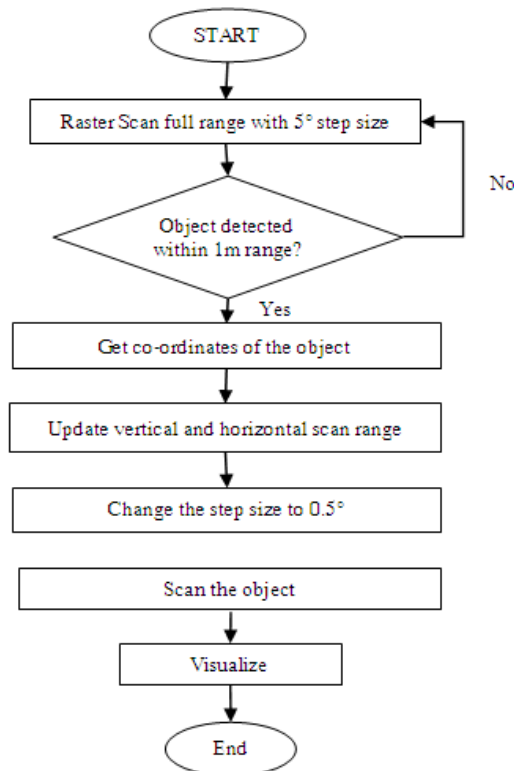 START
Raster Scan full range with 5° step size
No
Object detected
within 1m range?
Yes
Get co-ordinates of the object
Update vertical and horizontal scan range
Change the step size to 0.5°
Scan the object
Visualize
End